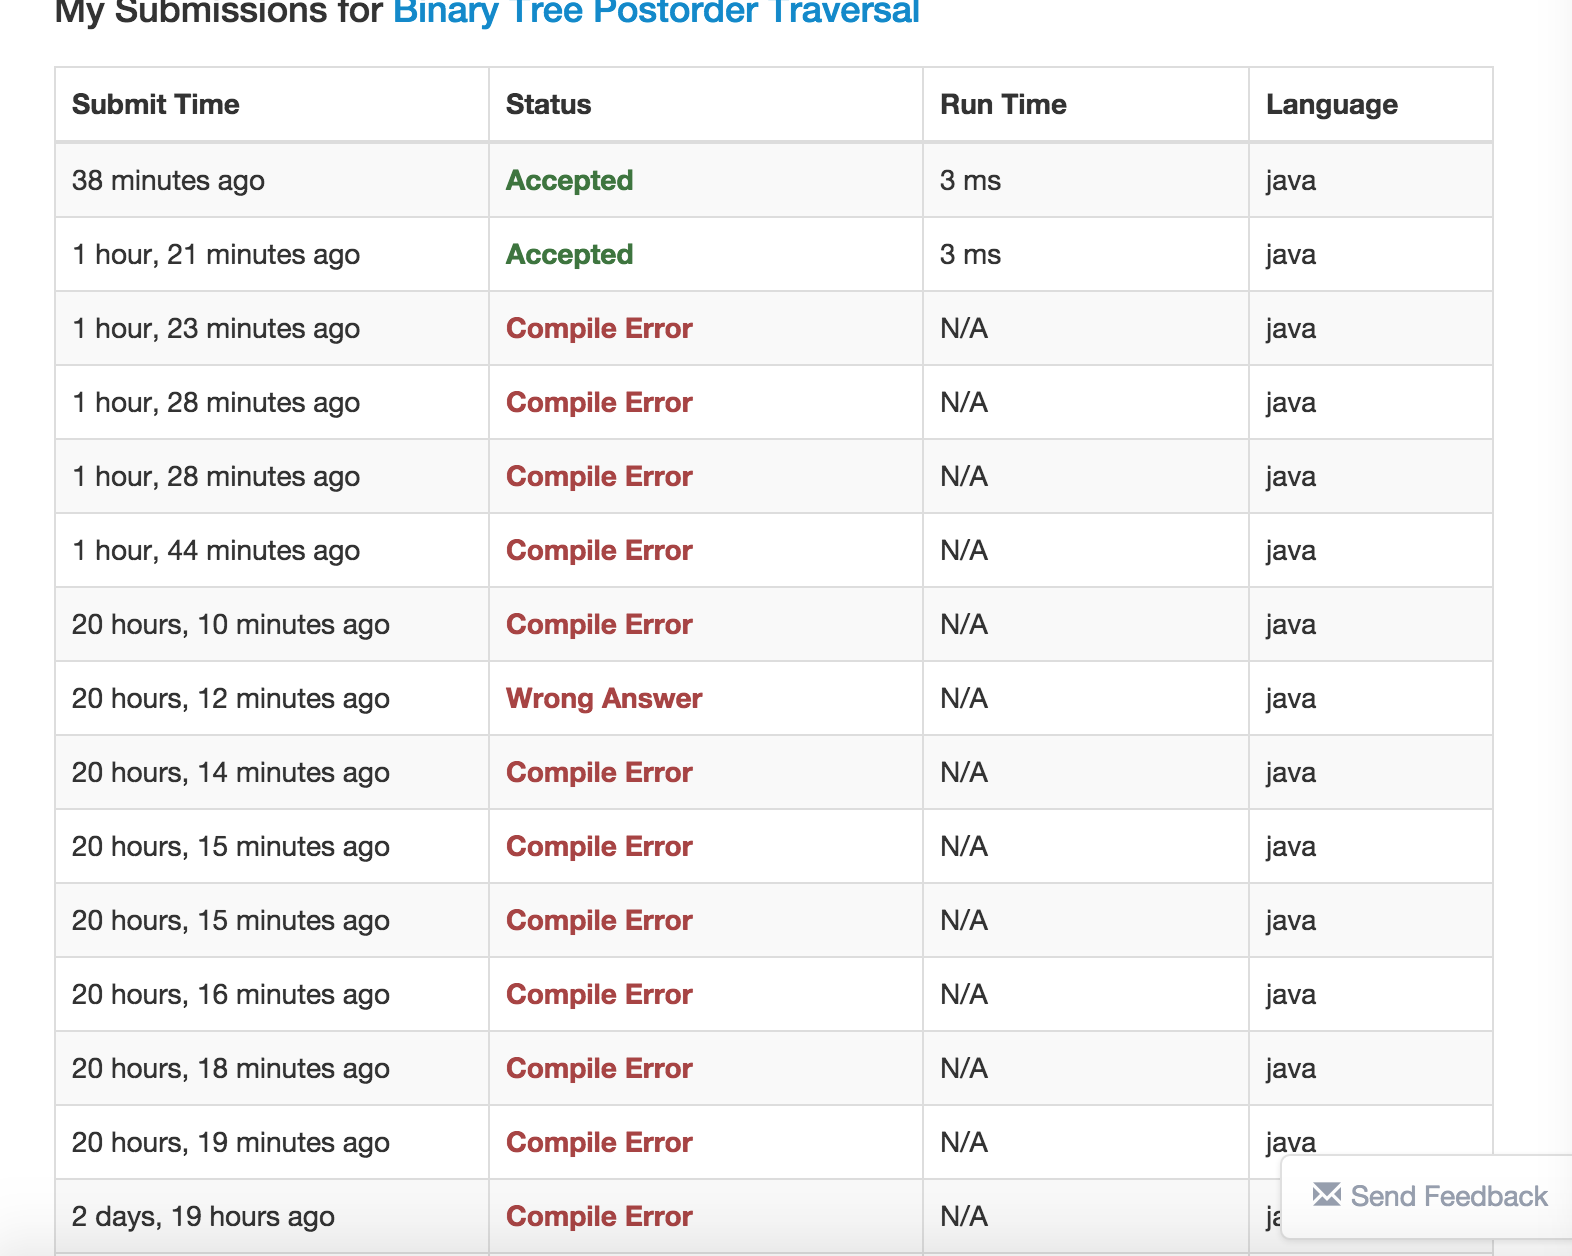 My Submissions for Binary Tree Postorder Traversal
Submit Time Status Run Time Language
38 minutes ago Accepted 3 ms java
1 hour, 21 minutes ago Accepted 3 ms java
1 hour, 23 minutes ago Compile Error N/A java
1 hour, 28 minutes ago Compile Error N/A java
1 hour, 28 minutes ago Compile Error N/A java
1 hour, 44 minutes ago Compile Error N/A java
20 hours, 10 minutes ago Compile Error N/A java
20 hours, 12 minutes ago Wrong Answer N/A java
20 hours, 14 minutes ago Compile Error N/A java
20 hours, 15 minutes ago Compile Error N/A java
20 hours, 15 minutes ago Compile Error N/A java
20 hours, 16 minutes ago Compile Error N/A java
20 hours, 18 minutes ago Compile Error N/A java
20 hours, 19 minutes ago Compile Error N/A java
2 days, 19 hours ago Compile Error N/A
Send Feedback